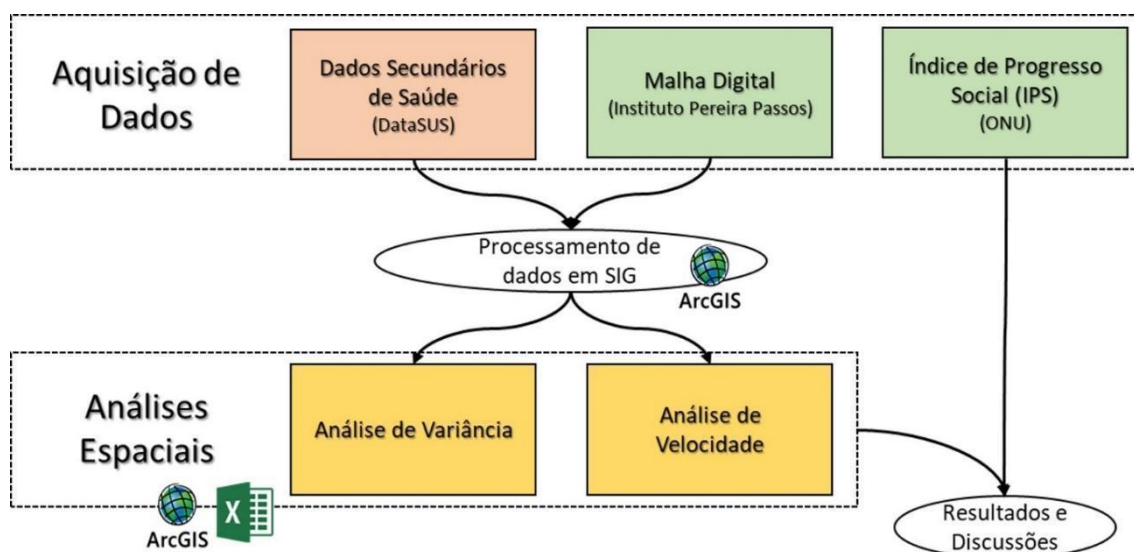 Aquisição de
Dados
Dados Secundários
de Saúde
(DataSUS)
Malha Digital
(Instituto Pereira Passos)
Índice de Progresso
Social (IPS)
(ONU)
Processamento de
dados em SIG
ArcGIS
Análises
Espaciais
ArcGIS
X
Análise de Variância
Análise de
Velocidade
Resultados e
Discussões